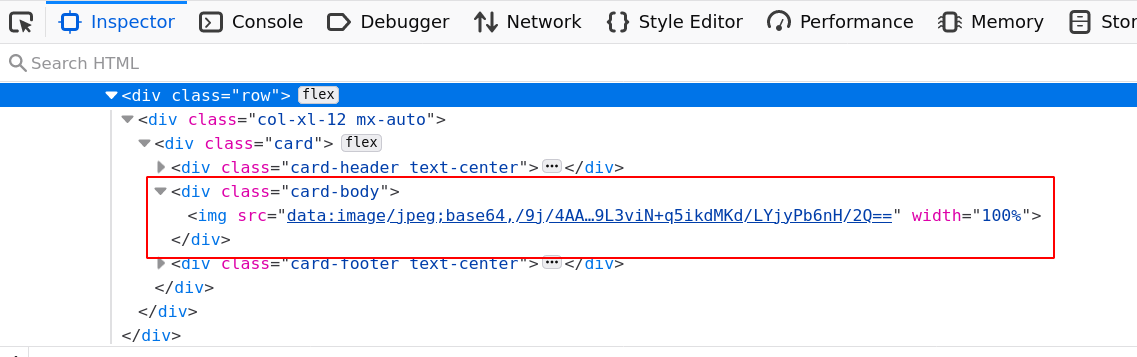 Inspector Console Debugger Network Style Editor Performance Memory Stor
Search HTML
<div class="row"> flex
<div class="col-xl-12 mx-auto">
<div class="card"> flex
<div class="card-header text-center"> ••• </div>
<div class="card-body">
<img src="data:image/jpeg;base64,/9j/4AA…9L3viN+q5ikdMKd/LYjyPb6nH/2Q==" width="100%">
</div>
<div class="card-footer text-center"> ••• </div>
</div>
</div>
</div>